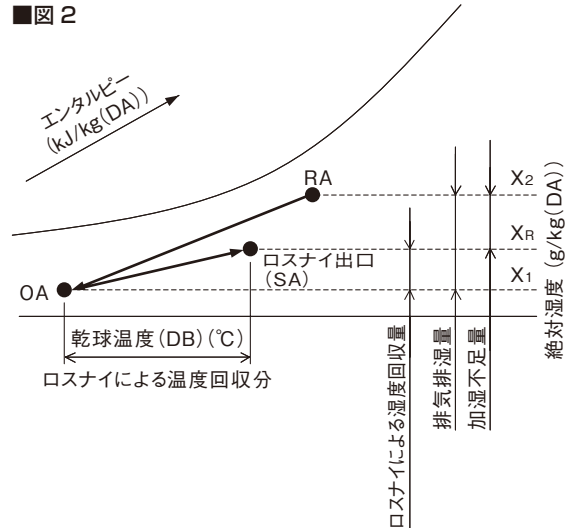 ■図2
エンタルピー
(kJ/kg(DA))
RA
X2
XR
ロスナイ出口
(SA)
X1
OA
乾球温度(DB)(℃)
ロスナイによる温度回収分
ロスナイによる湿度回収量
排気排湿量
加湿不足量
絶対湿度(g/kg(DA))